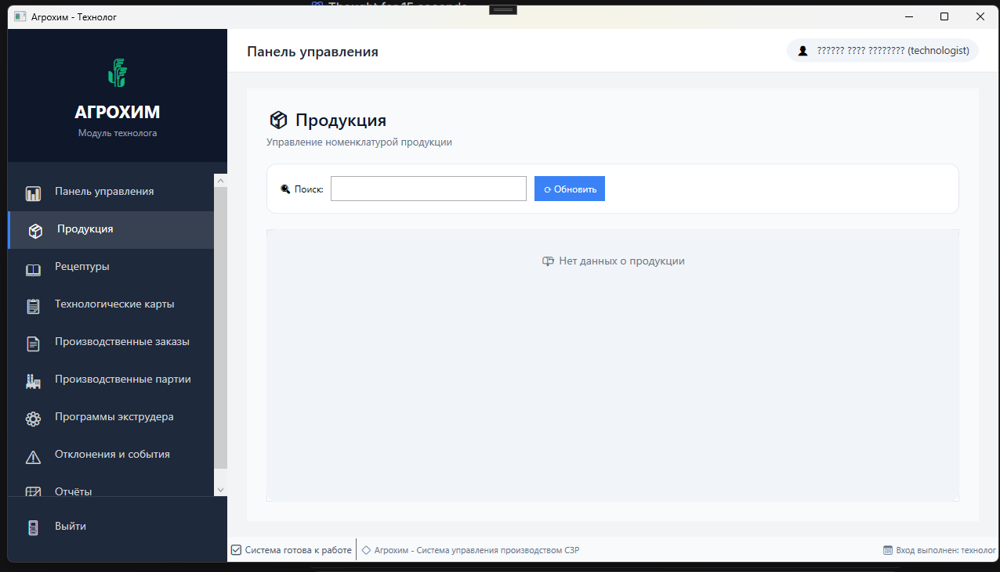 Агрохим - Технолог
АГРОХИМ
Модуль технолога
Панель управления
Продукция
Рецептуры
Технологические карты
Производственные заказы
Производственные партии
Программы экструдера
Отклонения и события
Отчёты
Выйти
Панель управления
?????? ???? ???????? (technologist)
Продукция
Управление номенклатурой продукции
Поиск:
Обновить
Нет данных о продукции
Система готова к работе
Агрохим - Система управления производством СЗР
Вход выполнен: технолог